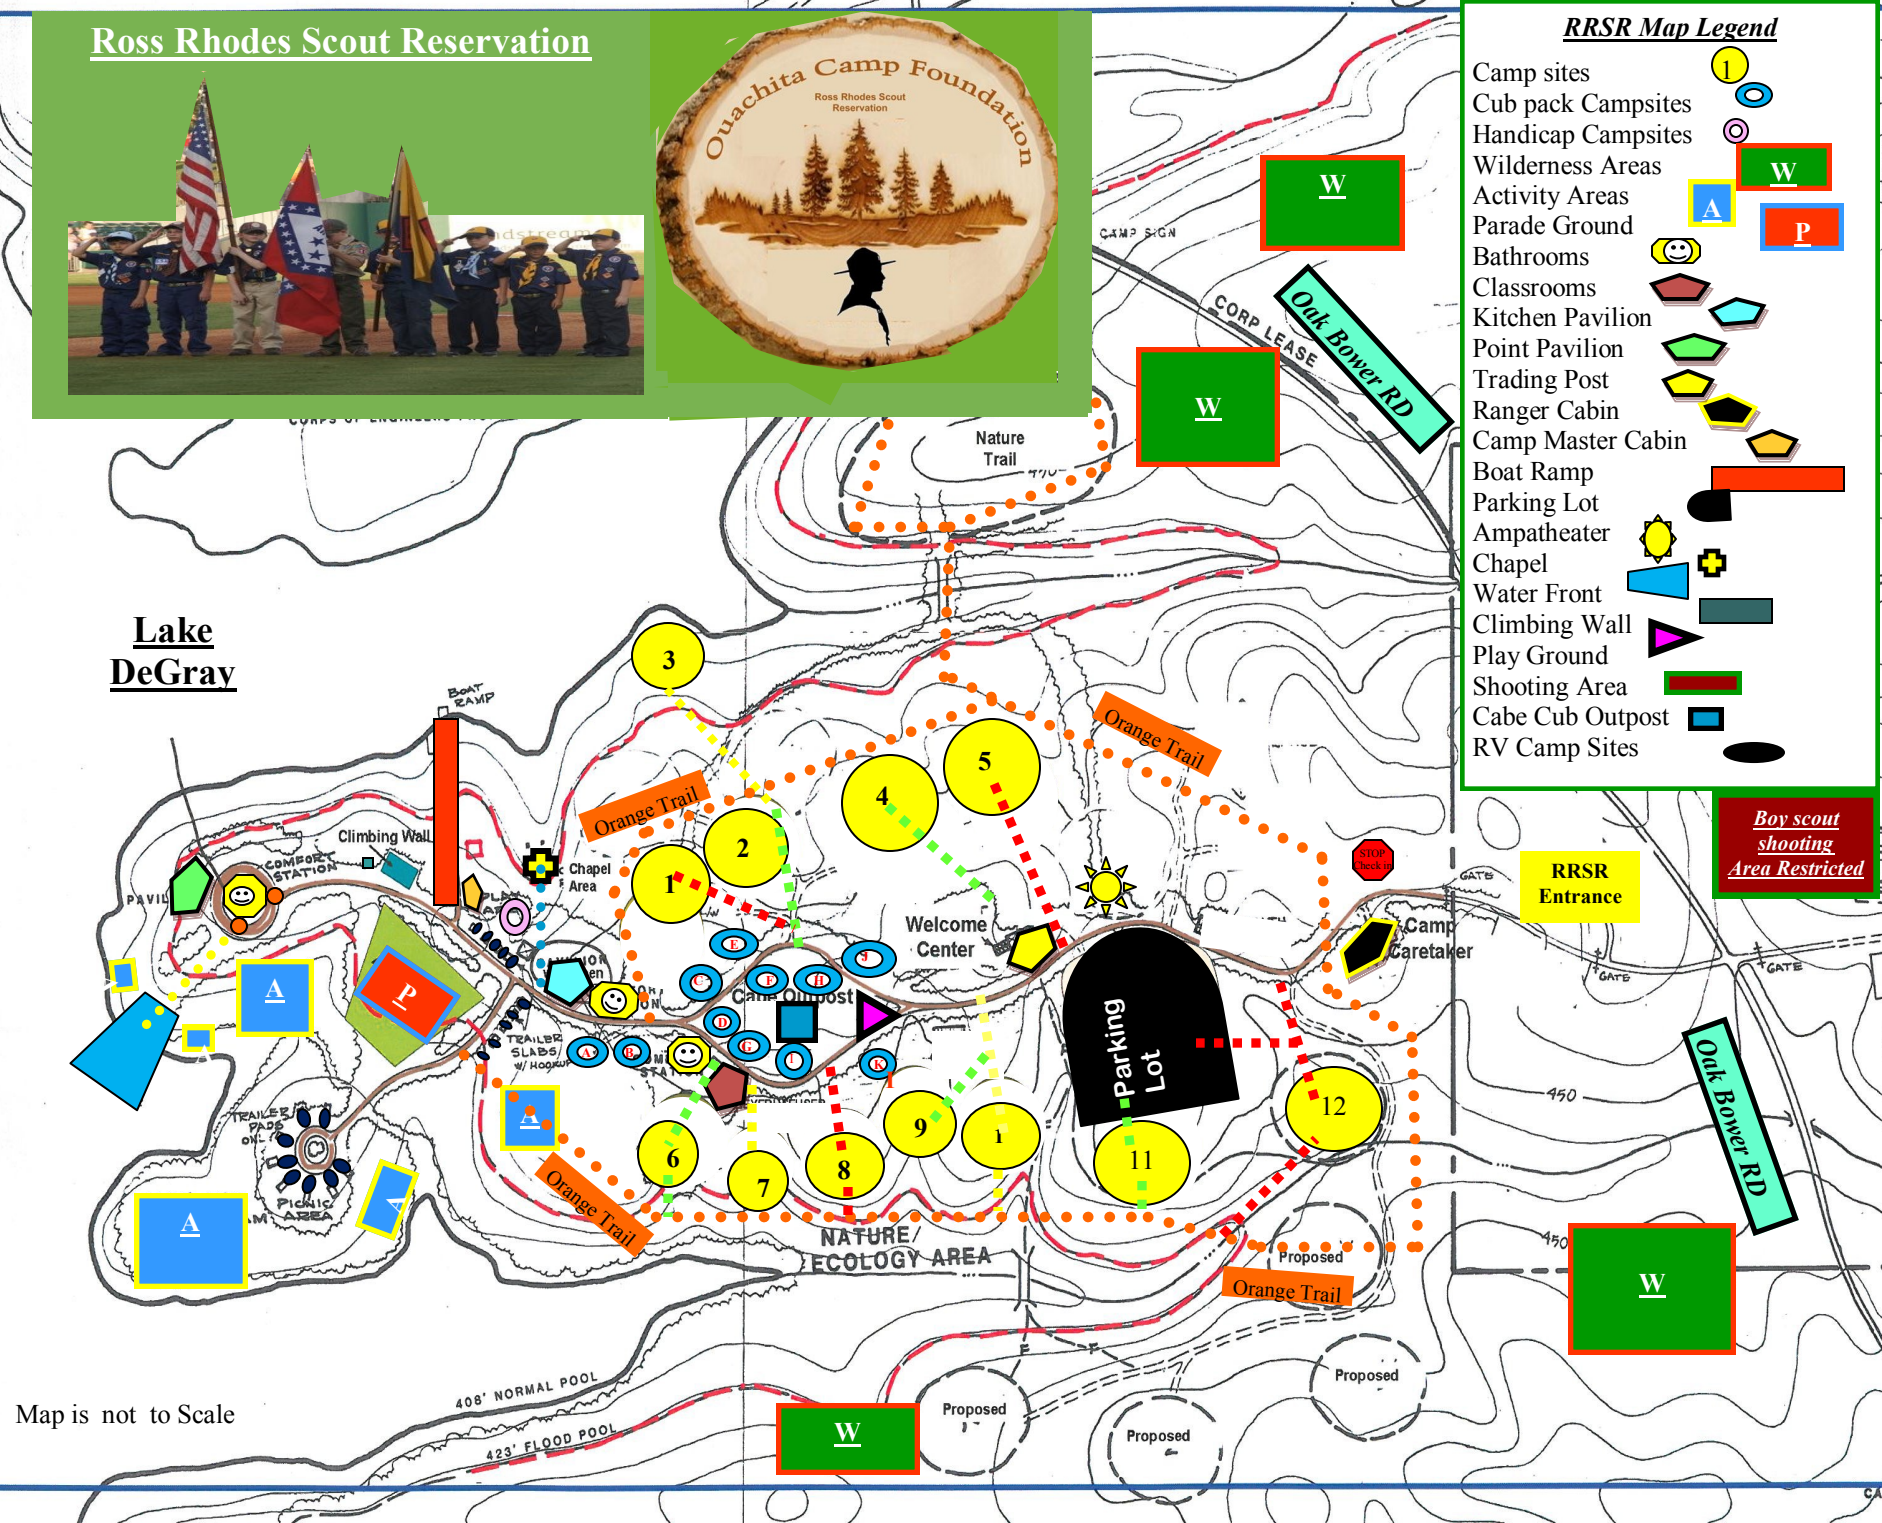 Ross Rhodes Scout Reservation
Ouachita Camp Foundation
Ross Rhodes Scout
Reservation
RRSR Map Legend
Camp sites
1
Cub pack Campsites
Handicap Campsites
Wilderness Areas
W
Activity Areas
A
Parade Ground
P
Bathrooms
Classrooms
Kitchen Pavilion
Point Pavilion
Trading Post
Ranger Cabin
Camp Master Cabin
Boat Ramp
Parking Lot
Ampatheater
Chapel
Water Front
Climbing Wall
Play Ground
Shooting Area
Cabe Cub Outpost
RV Camp Sites
Boy scout
shooting
Area Restricted
W
CAMP SIGN
CORP LEASE
Oak Bower RD
W
Nature
Trail
Lake
DeGray
3
BOAT
RAMP
Orange Trail
5
4
Orange Trail
2
1
Climbing Wall
COMFORT
STATION
Chapel
Area
STOP
Check in
GATE
RRSR
Entrance
Welcome
Center
Camp
Caretaker
GATE
GATE
E
J
C
F
H
Cabe Outpost
A
P
D
G
I
K
A
B
TRAILER
SLABS
W/ HOOKUP
Parking
Lot
A
TRAILER
PADS
ONLY
PICNIC
AREA
A
A
6
7
8
9
1
11
12
450
Oak Bower RD
Orange Trail
NATURE/
ECOLOGY AREA
Proposed
Orange Trail
450
W
Proposed
Proposed
Proposed
408' NORMAL POOL
423' FLOOD POOL
W
Map is not to Scale